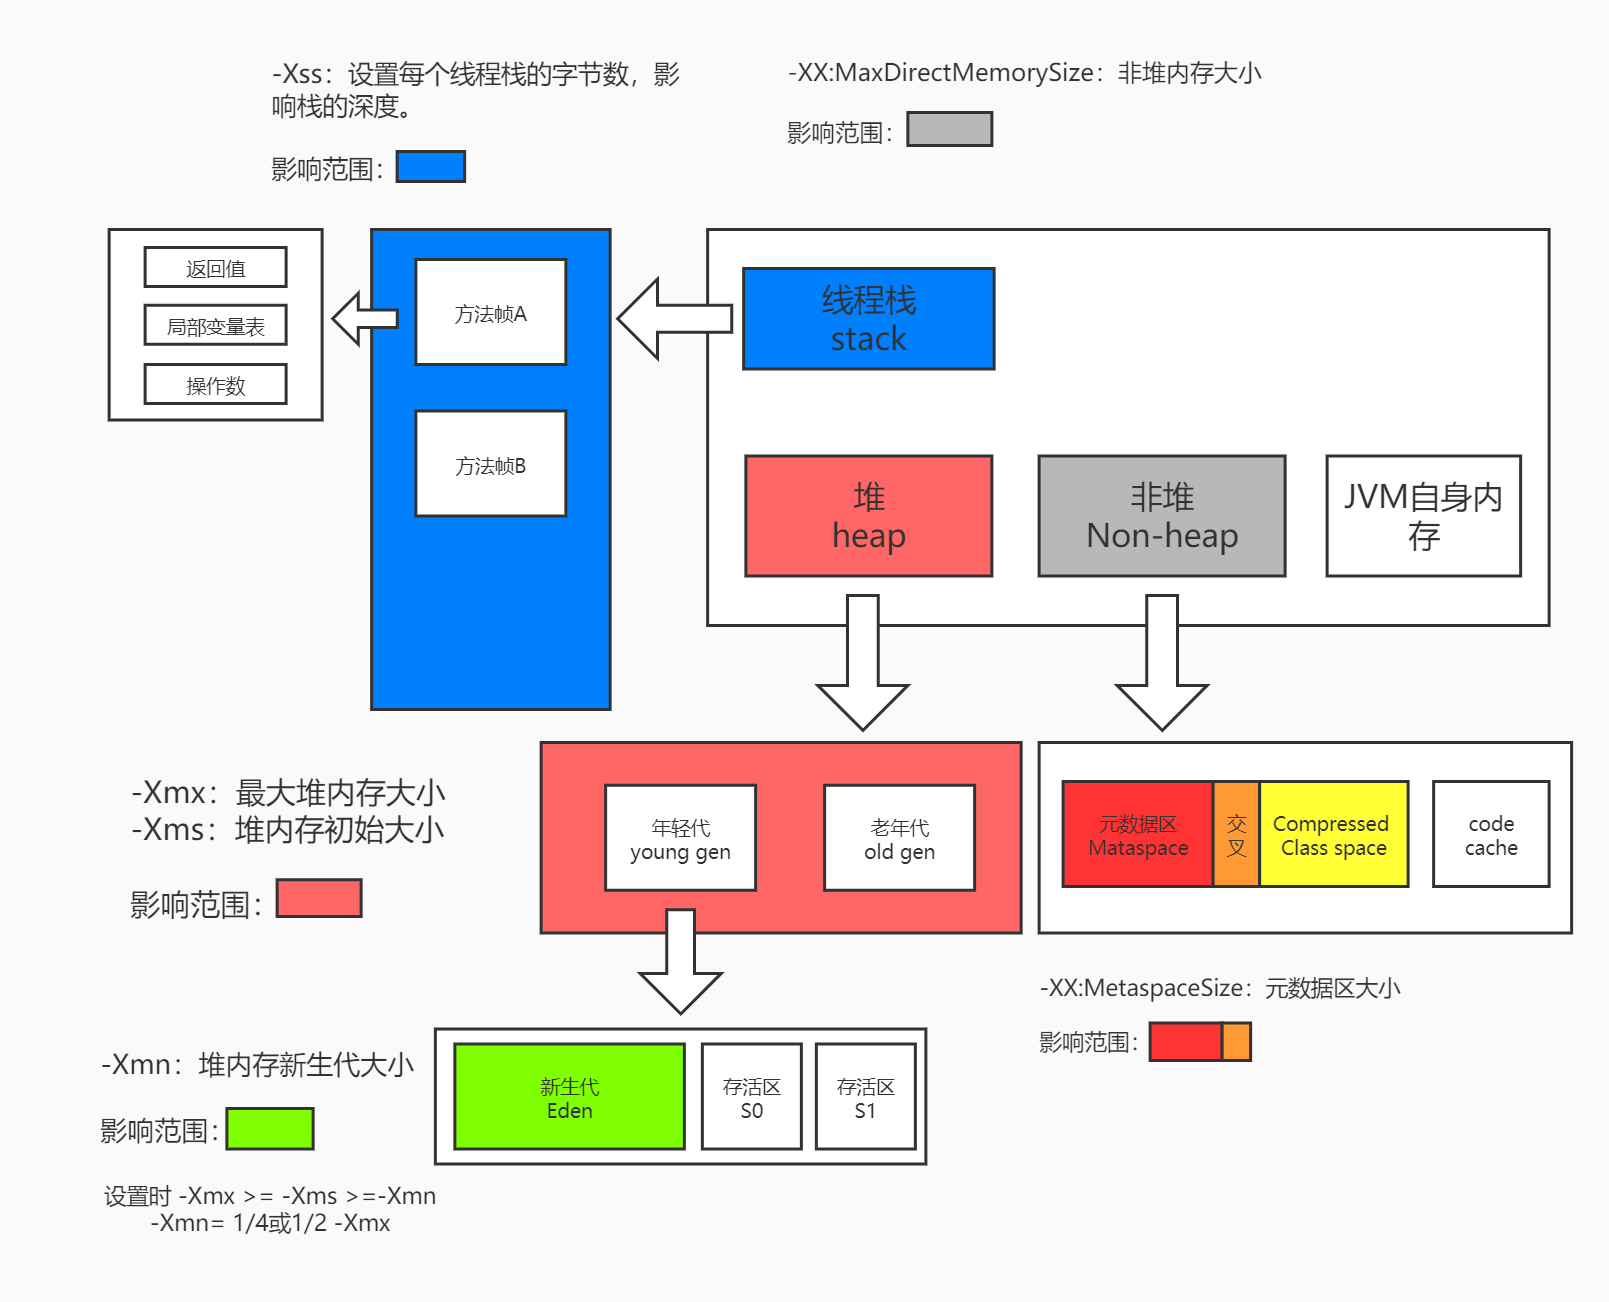 -Xss：设置每个线程栈的字节数，影
响栈的深度。
影响范围：
-XX:MaxDirectMemorySize：非堆内存大小
影响范围：
返回值
局部变量表
操作数
方法帧A
方法帧B
线程栈
stack
堆
heap
非堆
Non-heap
JVM自身内
存
-Xmx：最大堆内存大小
-Xms：堆内存初始大小
影响范围：
年轻代
young gen
老年代
old gen
元数据区
Mataspace
交
叉
Compressed
Class space
code
cache
-XX:MetaspaceSize：元数据区大小
影响范围：
-Xmn：堆内存新生代大小
影响范围：
新生代
Eden
存活区
S0
存活区
S1
设置时 -Xmx >= -Xms >=-Xmn
-Xmn= 1/4或1/2 -Xmx